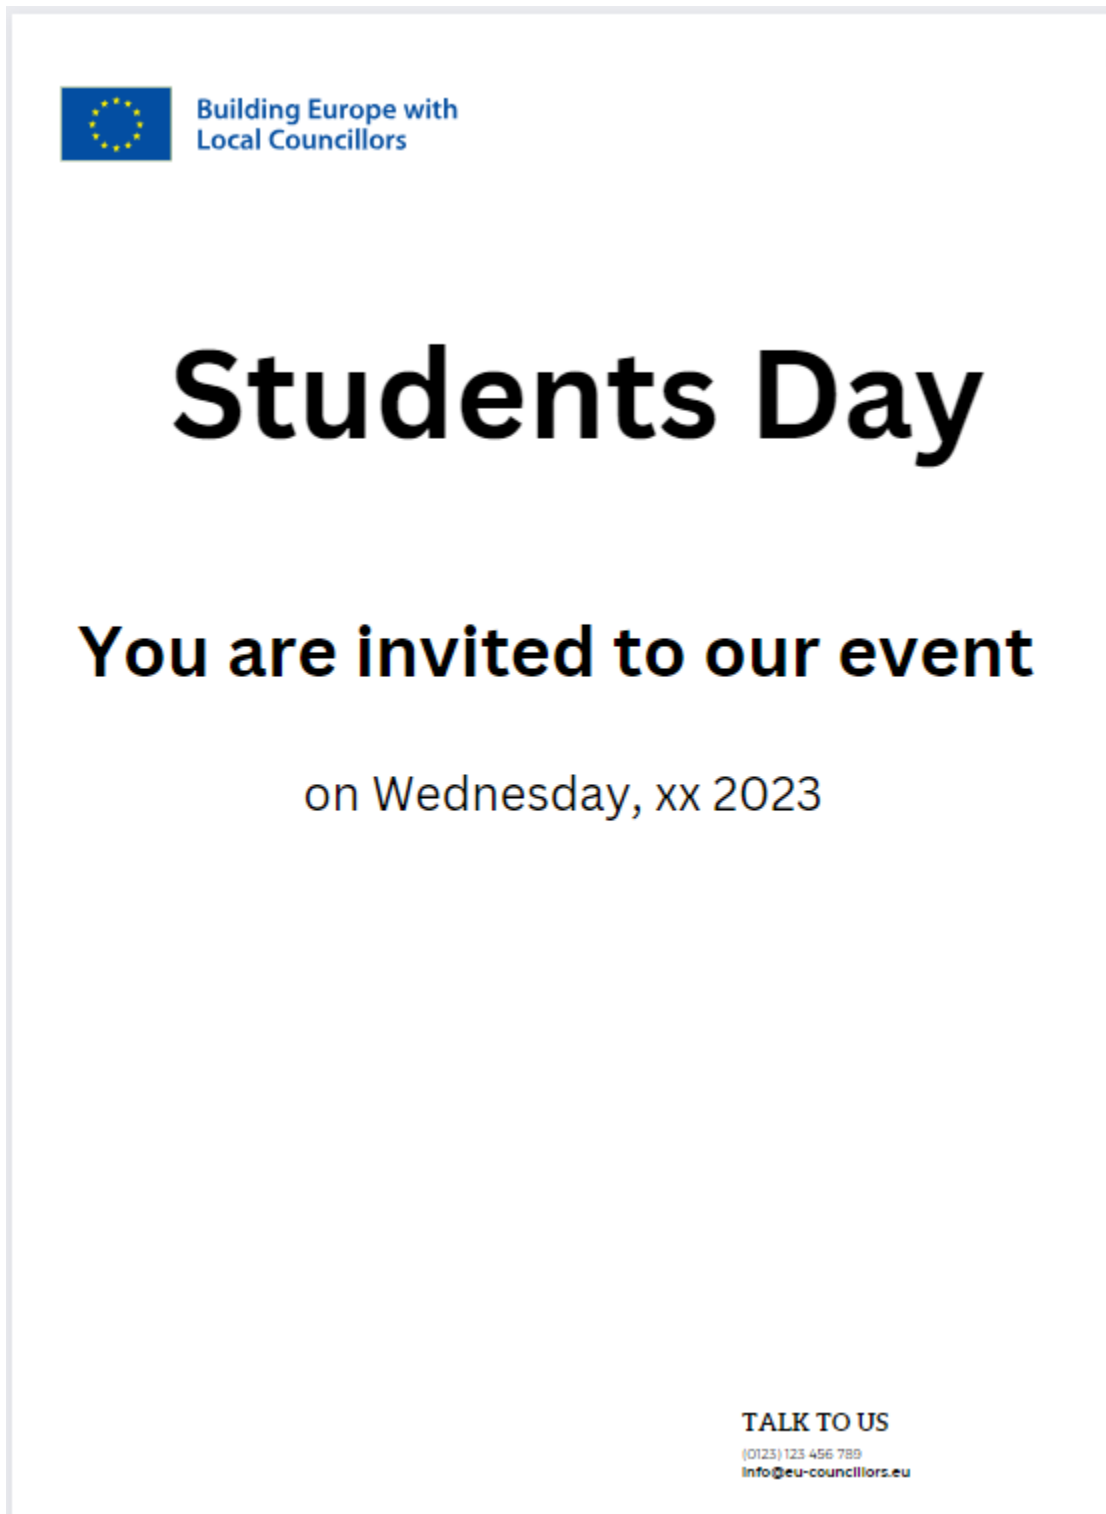 Building Europe with
Local Councillors
Students Day
You are invited to our event
on Wednesday, xx 2023
TALK TO US
(0123) 123 456 789
info@eu-councillors.eu